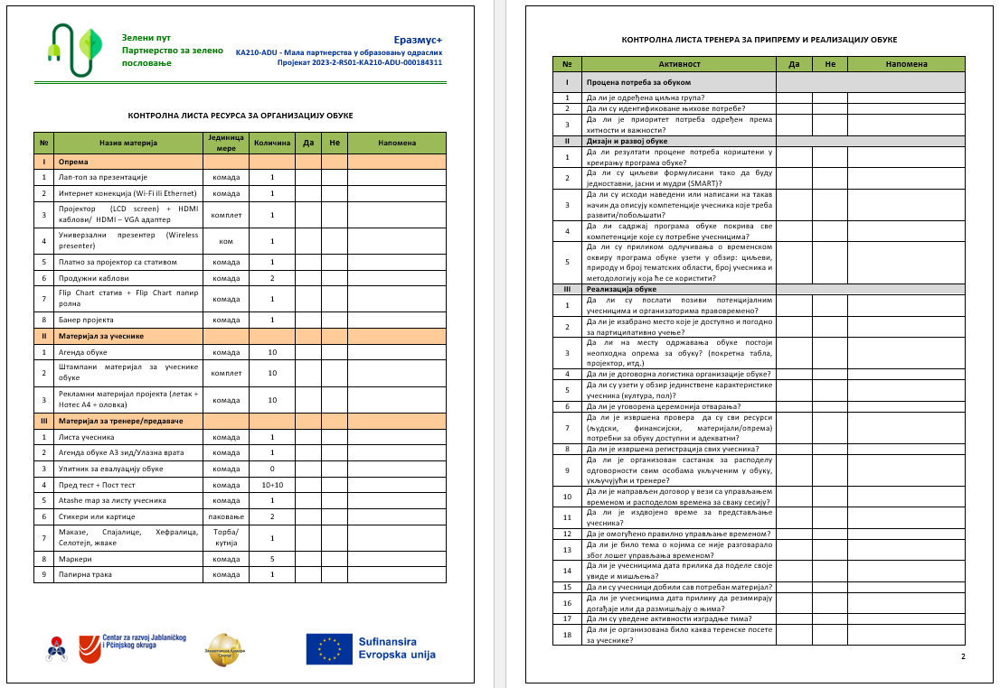 Зелени пут
Партнерство за зелено
пословање
Еразмус+
КА210-ADU - Мала партнерства у образовању одраслих
Пројекат 2023-2-RS01-KA210-ADU-000184311
КОНТРОЛНА ЛИСТА РЕСУРСА ЗА ОРГАНИЗАЦИЈУ ОБУКЕ
№ Назив материја Јединица мере Количина Да Не Напомена
I Опрема
1 Лап-топ за презентације комада 1
2 Интернет конекција (Wi-Fi ili Ethernet) комада 1
3 Пројектор (LCD screen) + HDMI
каблови/ HDMI – VGA адаптер комплет 1
4 Универзални презентер (Wireless
presenter) ком 1
5 Платно за пројектор са стативом комада 1
6 Продужни каблови комада 2
7 Flip Chart статив + Flip Chart папир
ролна комада 1
8 Банер пројекта комада 1
II Материјал за учеснике
1 Агенда обуке комада 10
2 Штампани материјал за учеснике
обуке комплет 10
3 Рекламни материјал пројекта (летак +
Нотес А4 + оловка) комада 10
III Материјал за тренере/предаваче
1 Листа учесника комада 1
2 Агенда обуке А3 зид/Улазна врата комада 1
3 Упитник за евалуацију обуке комада 0
4 Пред тест + Пост тест комада 10+10
5 Atashe map за листу учесника комада 1
6 Стикери или картице паковање 2
7 Маказе, Спајалице, Хефралица,
Селотејп, жваке Торба/ кутија 1
8 Маркери комада 5
9 Папирна трака комада 1
Centar za razvoj Jablaničkog
i Pčinjskog okruga
Sufinansira
Evropska unija
КОНТРОЛНА ЛИСТА ТРЕНЕРА ЗА ПРИПРЕМУ И РЕАЛИЗАЦИЈУ ОБУКЕ
№ Активност Да Не Напомена
I Процена потреба за обуком
1 Да ли је одређена циљна група?
2 Да ли су идентификоване њихове потребе?
3 Да ли је приоритет потреба одређен према
хитности и важности?
II Дизајн и развој обуке
1 Да ли резултати процене потреба кориштени у
креирању програма обуке?
2 Да ли су циљеви формулисани тако да буду
једноставни, јасни и мудри (SMART)?
3 Да ли су исходи наведени или написани на такав
начин да описују компетенције учесника које треба
развити/побољшати?
4 Да ли садржај програма обуке покрива све
компетенције које су потребне учесницима?
5 Да ли су приликом одлучивања о временском
оквиру програма обуке узети у обзир: циљеви,
природу и број тематских области, број учесника и
методологију која ће се користити?
III Реализација обуке
1 Да ли су послати позиви потенцијалним
учесницима и организаторима правовремено?
2 Да ли је изабрано место које је доступно и погодно
за партиципативно учење?
3 Да ли на месту одржавања обуке постоји
неопходна опрема за обуку? (покретна табла,
пројектор, итд.)
4 Да ли је договорна логистика организације обуке?
5 Да ли су узети у обзир јединствене карактеристике
учесника (култура, пол)?
6 Да ли је уговорена церемонија отварања?
7 Да ли је извршена провера да су сви ресурси
(људски, финансијски, материјали/опрема)
потребни за обуку доступни и адекватни?
8 Да ли је извршена регистрација свих учесника?
9 Да ли је организован састанак за расподелу
одговорности свим особама укљученим у обуку,
укључујући и тренере?
10 Да ли је направљен договор у вези са управљањем
временом и расподелом времена за сваку сесију?
11 Да ли је издвојено време за представљање
учесника?
12 Да је омогућено правилно управљање временом?
13 Да ли је било тема о којима се није разговарало
због лошег управљања временом?
14 Да ли је учесницима дата прилика да поделе своје
увиде и мишљења?
15 Да ли су учесници добили сав потребан материјал?
16 Да ли је учесницима дата прилику да резимирају
догађаје или да размишљају о њима?
17 Да ли су уведене активности изградње тима?
18 Да ли је организована било каква теренске посете
за учеснике?
2